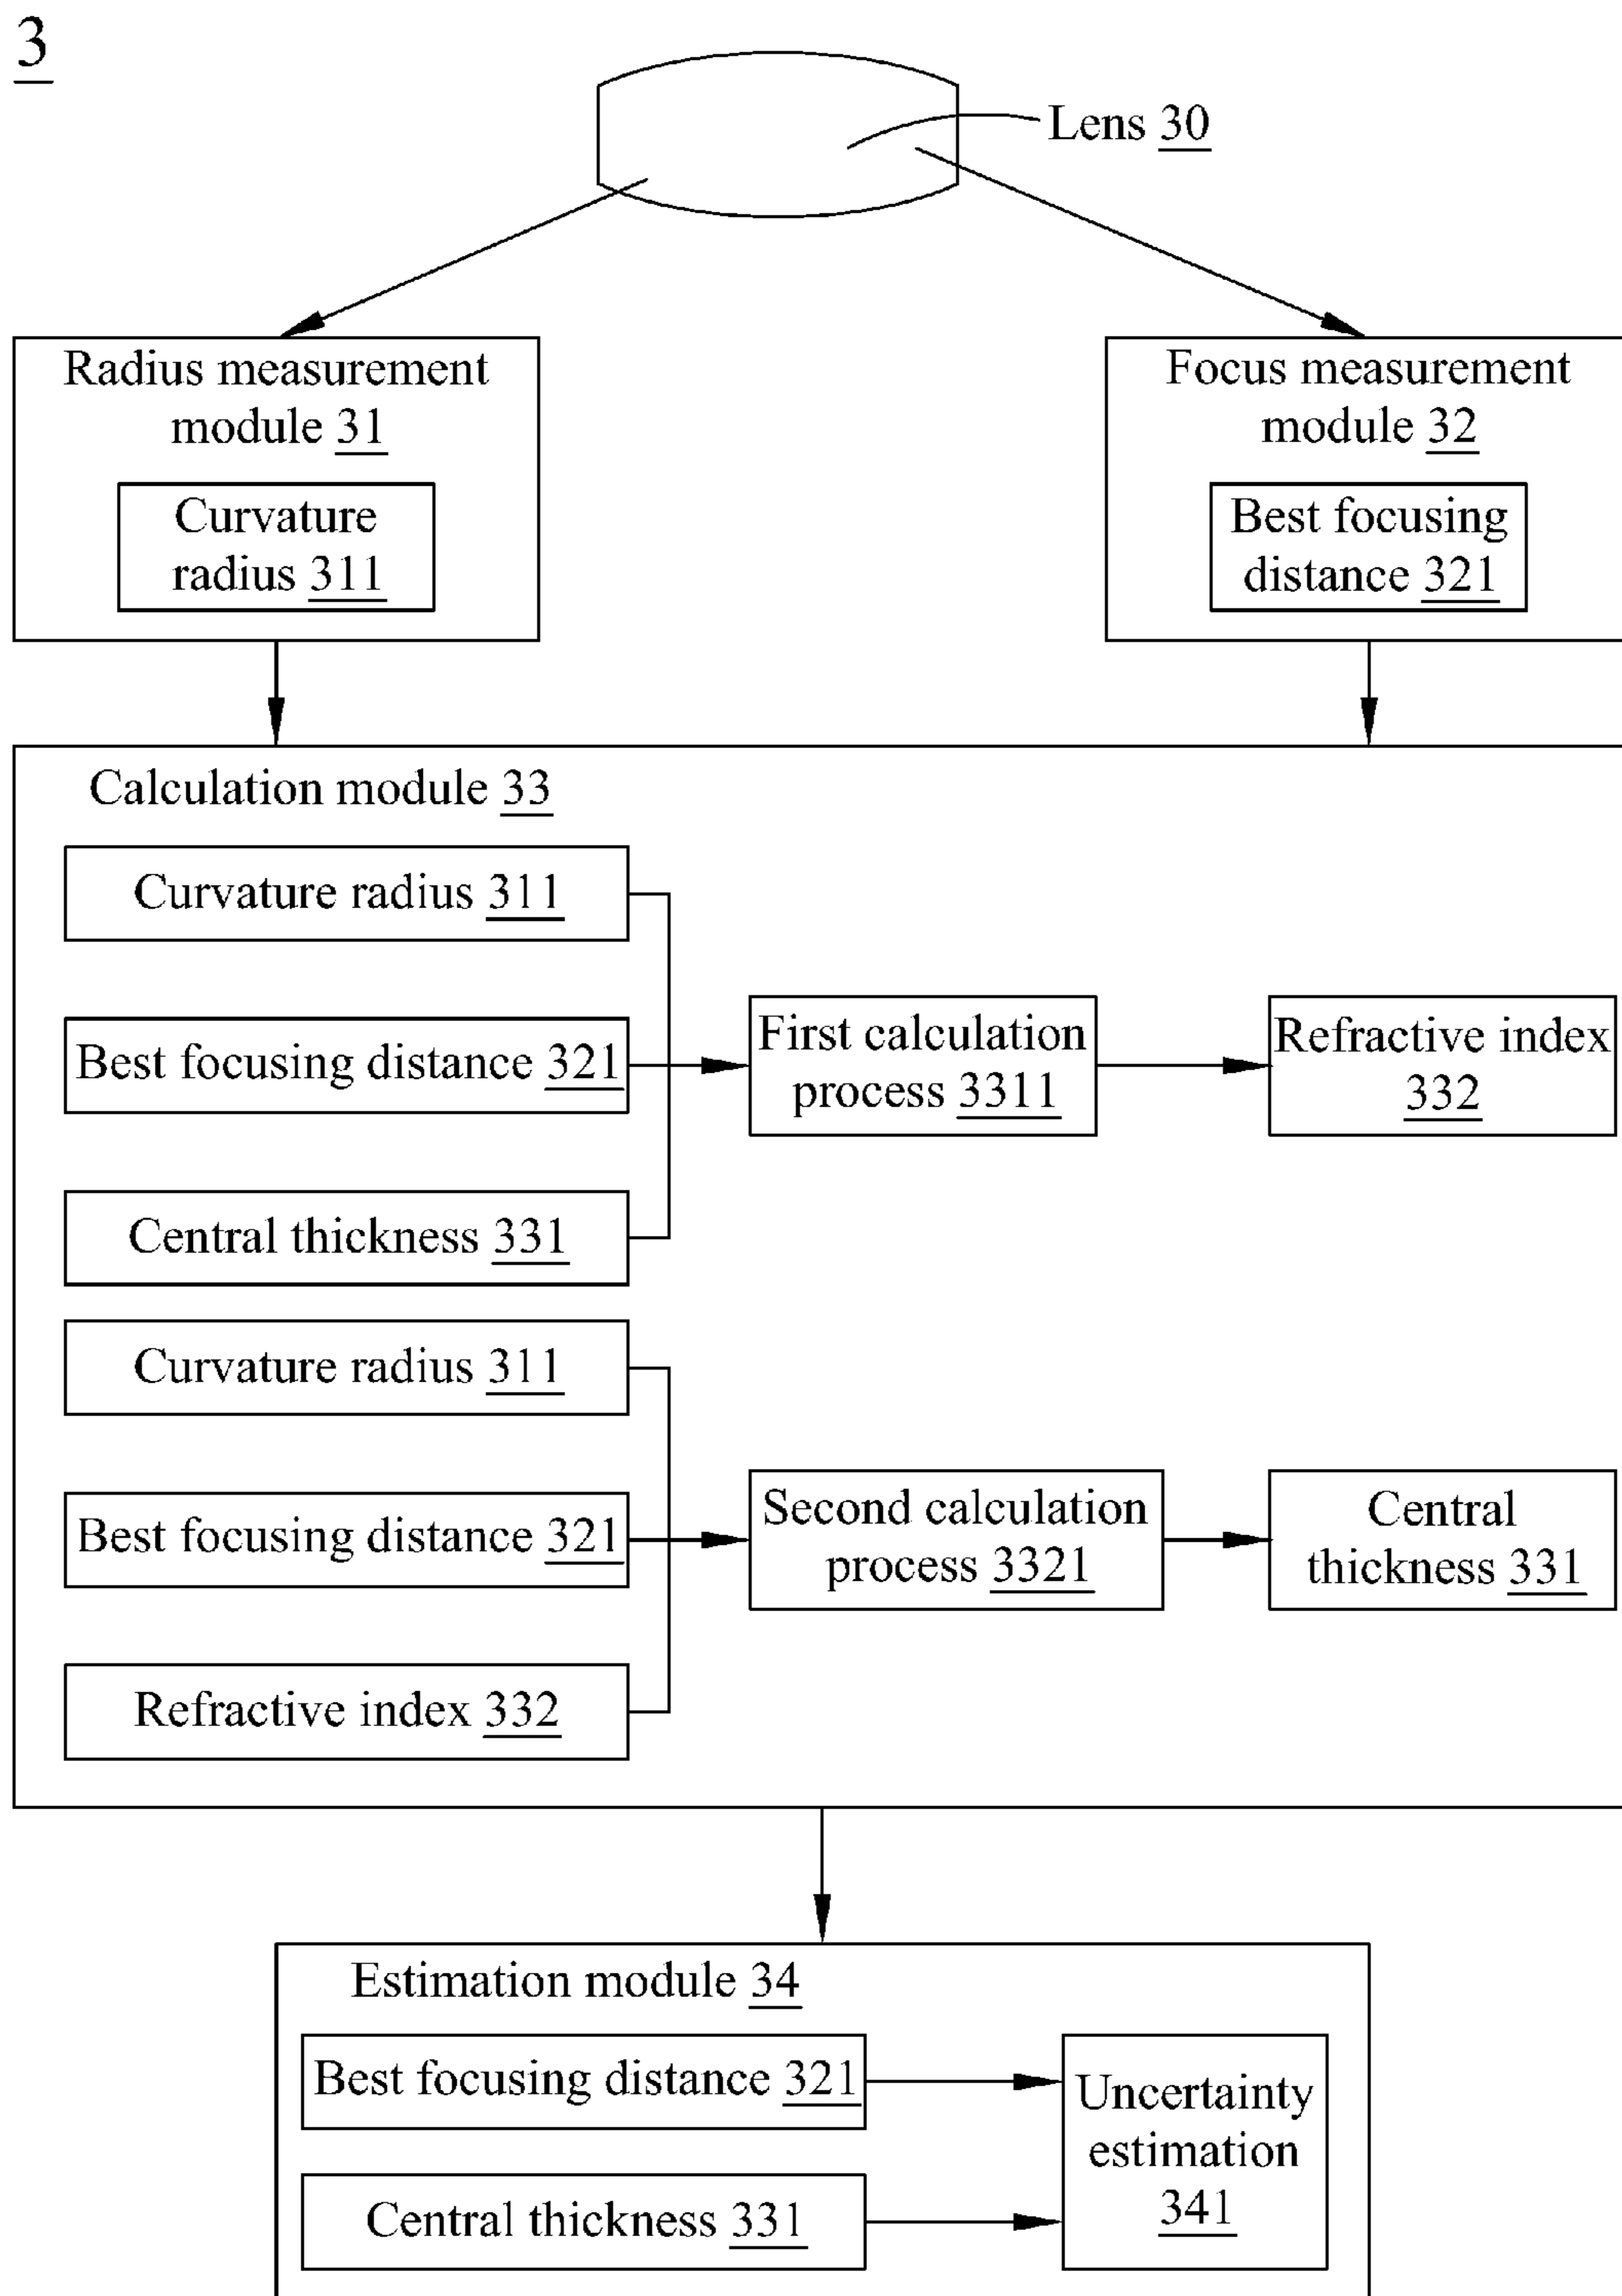 3
Lens 30
Radius measurement
module 31
Curvature
radius 311
Focus measurement
module 32
Best focusing
distance 321
Calculation module 33
Curvature radius 311
Best focusing distance 321
Central thickness 331
First calculation
process 3311
Refractive index
332
Curvature radius 311
Best focusing distance 321
Refractive index 332
Second calculation
process 3321
Central
thickness 331
Estimation module 34
Best focusing distance 321
Central thickness 331
Uncertainty
estimation
341